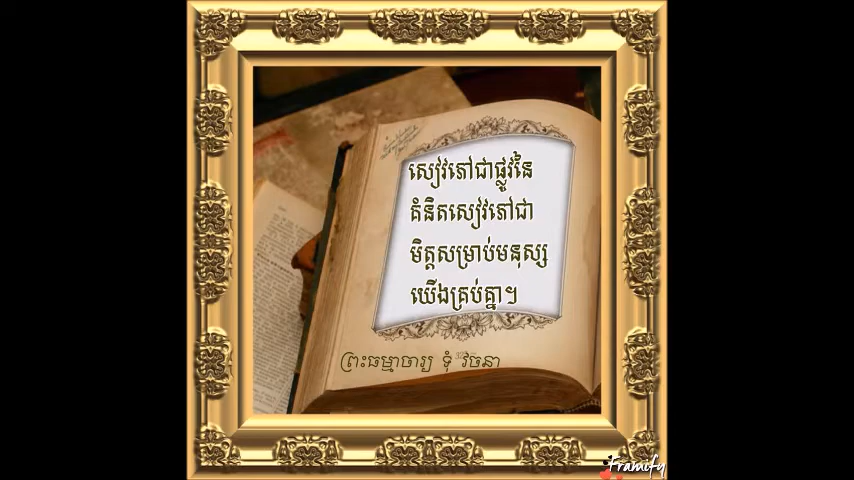 សៀវភៅជាផ្លូវនៃ
គំនិតសៀវភៅជា
មិត្តសម្រាប់មនុស្ស
យើងគ្រប់គ្នា។
ព្រះធម្មាចារ្យ ទុំ វចនា
Framify